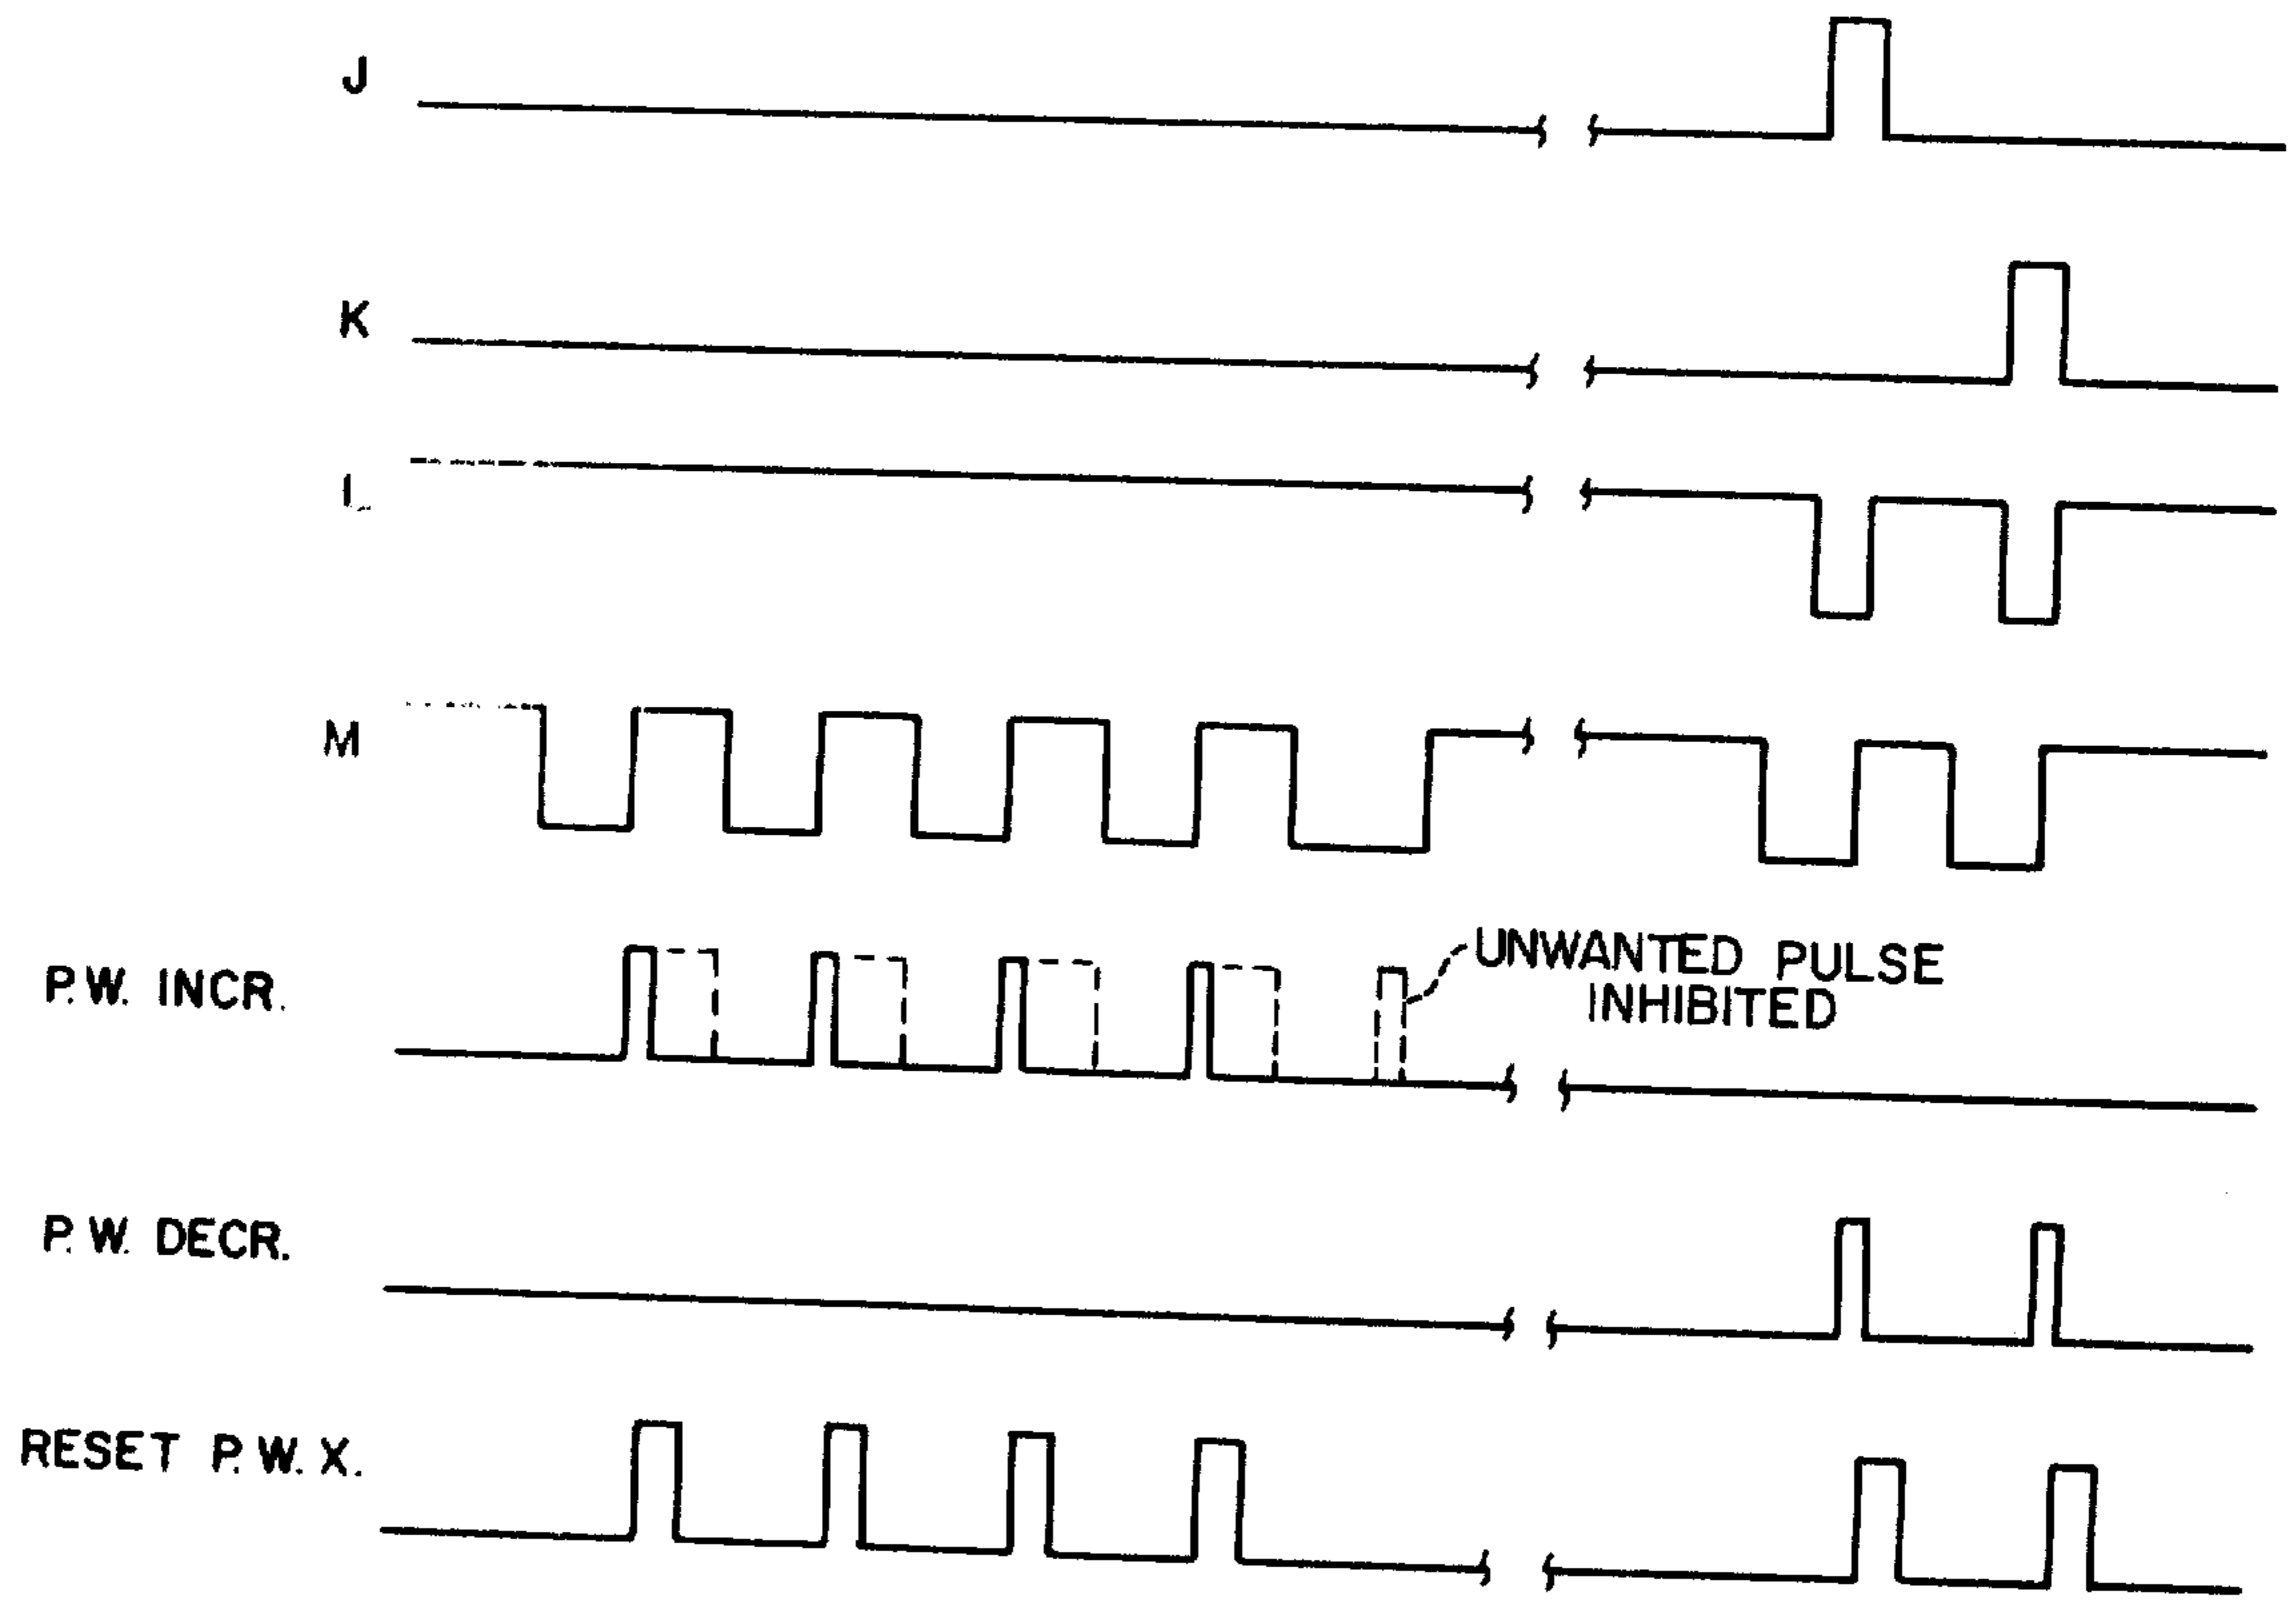 J
K
L
M
P.W. INCR.
UNWANTED PULSE
INHIBITED
P.W. DECR.
RESET P.W.X.